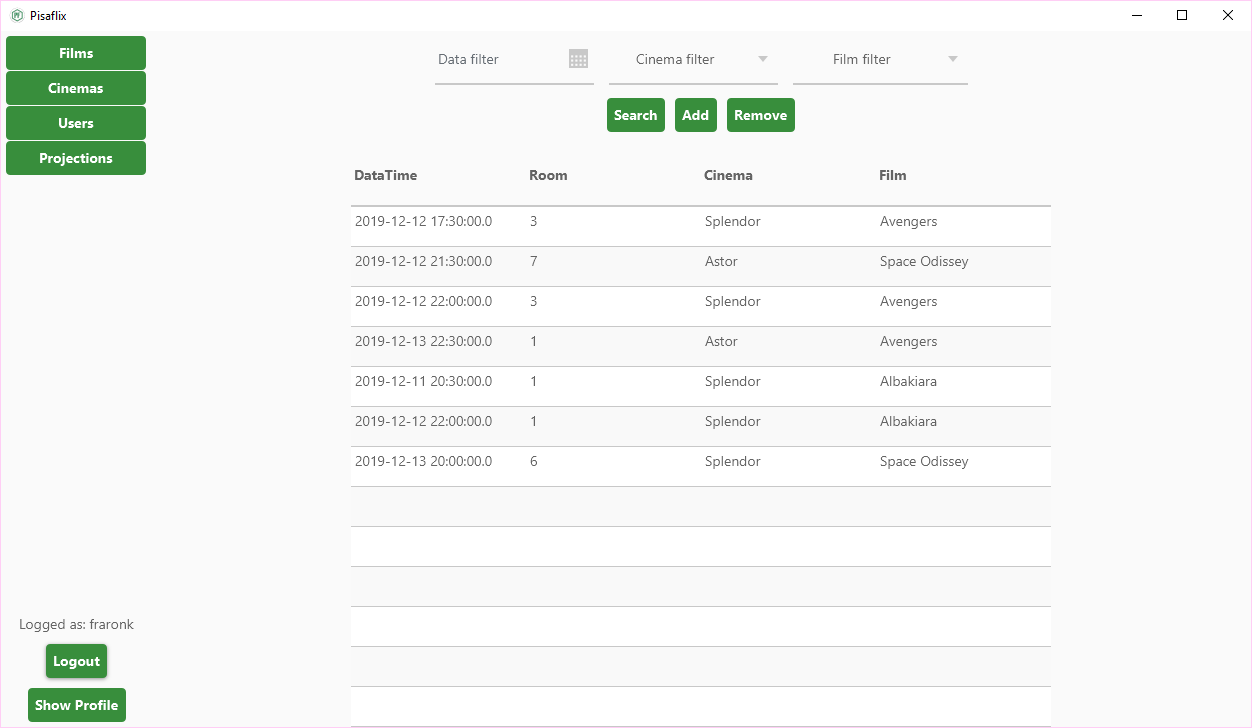 Pisaflix
Films
Cinemas
Users
Projections
Data filter Cinema filter Film filter
Search Add Remove
DataTime Room Cinema Film
2019-12-12 17:30:00.0 3 Splendor Avengers
2019-12-12 21:30:00.0 7 Astor Space Odissey
2019-12-12 22:00:00.0 3 Splendor Avengers
2019-12-13 22:30:00.0 1 Astor Avengers
2019-12-11 20:30:00.0 1 Splendor Albakiara
2019-12-12 22:00:00.0 1 Splendor Albakiara
2019-12-13 20:00:00.0 6 Splendor Space Odissey
Logged as: fraronk
Logout
Show Profile